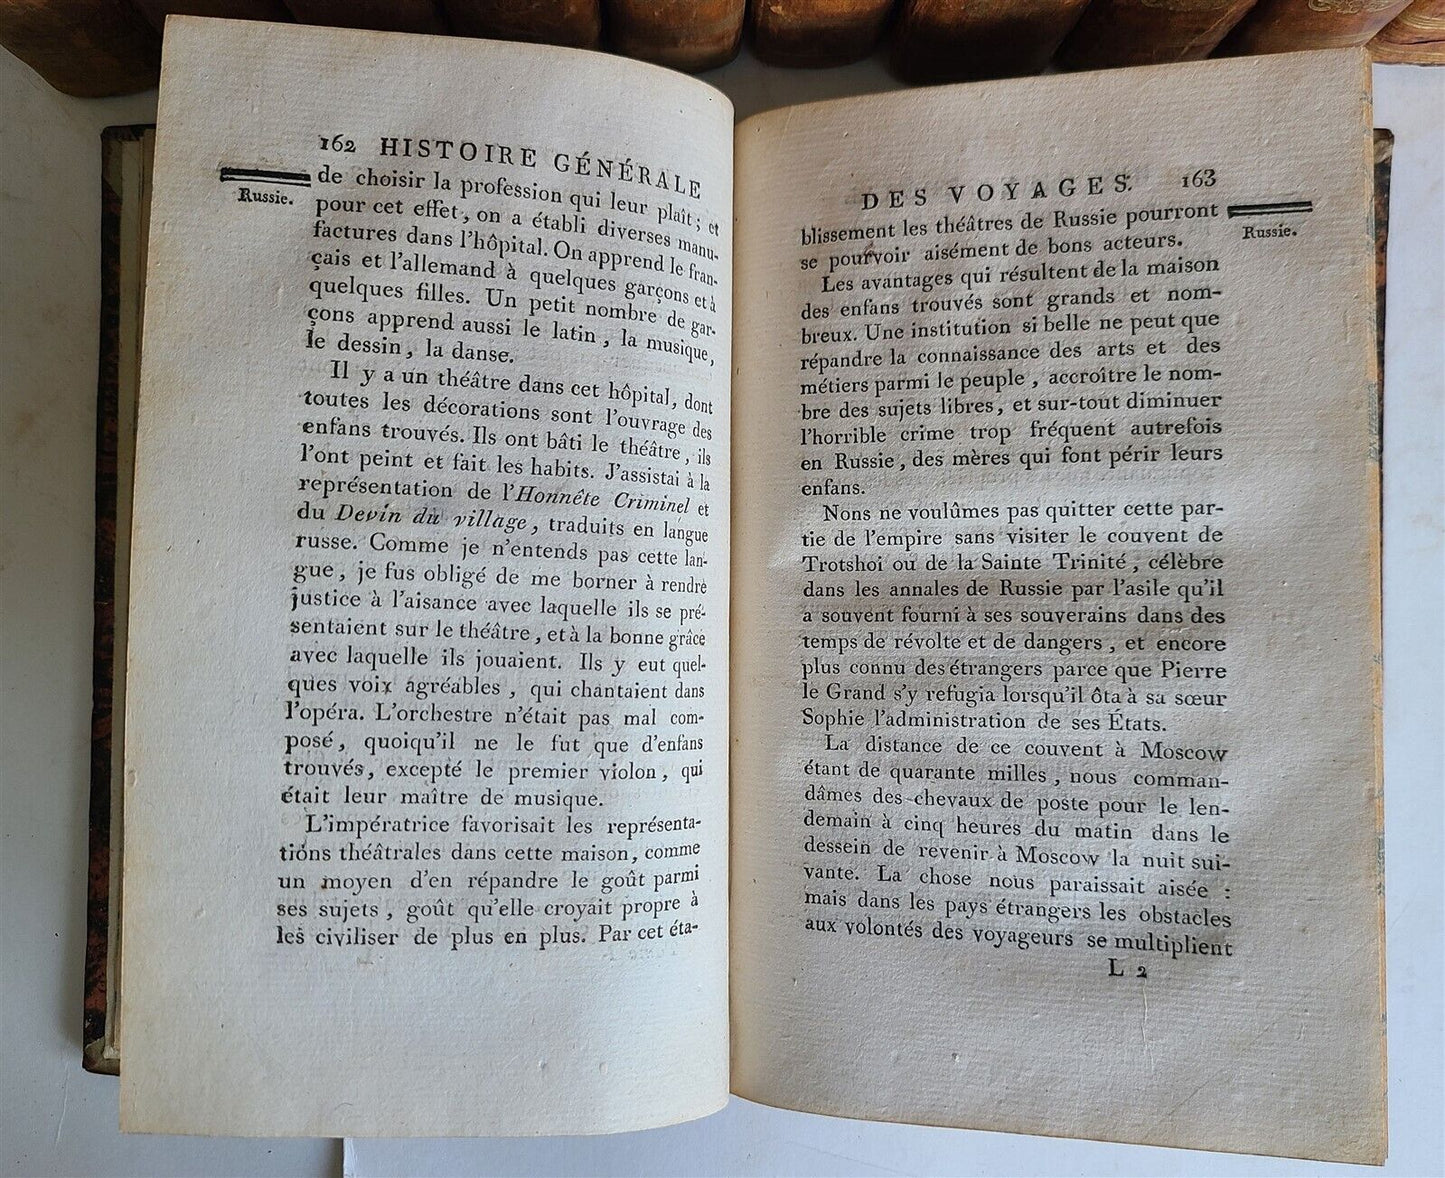 162 HISTOIRE GÉNÉRALE
Russie.
de choisir la profession qui leur plaît; et
pour cet effet, on a établi diverses manu-
factures dans l'hôpital. On apprend le fran-
çais et l'allemand à quelques garçons et à
quelques filles. Un petit nombre de gar-
çons apprend aussi le latin, la musique,
le dessin, la danse.
Il y a un théâtre dans cet hôpital, dont
toutes les décorations sont l'ouvrage des
enfans trouvés. Ils ont bâti le théâtre, ils
l'ont peint et fait les habits. J'assistai à la
représentation de l'Honnête Criminel et
du Devin du village, traduits en langue
russe. Comme je n'entends pas cette lan-
gue, je fus obligé de me borner à rendre
justice à l'aisance avec laquelle ils se pré-
sentaient sur le théâtre, et à la bonne grâce
avec laquelle ils jouaient. Ils y eut quel-
ques voix agréables, qui chantaient dans
l'opéra. L'orchestre n'était pas mal com-
posé, quoiqu'il ne le fut que d'enfans
trouvés, excepté le premier violon, qui
était leur maître de musique.
L'impératrice favorisait les représenta-
tions théâtrales dans cette maison, comme
un moyen d'en répandre le goût parmi
ses sujets, goût qu'elle croyait propre à
les civiliser de plus en plus. Par cet éta-
DES VOYAGES. 163
Russie.
blissement les théâtres de Russie pourront
se pourvoir aisément de bons acteurs.
Les avantages qui résultent de la maison
des enfans trouvés sont grands et nom-
breux. Une institution si belle ne peut que
répandre la connaissance des arts et des
métiers parmi le peuple, accroître le nom-
bre des sujets libres, et sur-tout diminuer
l'horrible crime trop fréquent autrefois
en Russie, des mères qui font périr leurs
enfans.
Nons ne voulûmes pas quitter cette par-
tie de l'empire sans visiter le couvent de
Trotshoi ou de la Sainte Trinité, célèbre
dans les annales de Russie par l'asile qu'il
a souvent fourni à ses souverains dans des
temps de révolte et de dangers, et encore
plus connu des étrangers parce que Pierre
le Grand s'y refugia lorsqu'il ôta à sa sœur
Sophie l'administration de ses États.
La distance de ce couvent à Moscow
étant de quarante milles, nous comman-
dâmes des chevaux de poste pour le len-
demain à cinq heures du matin dans le
dessein de revenir à Moscow la nuit sui-
vante. La chose nous paraissait aisée :
mais dans les pays étrangers les obstacles
aux volontés des voyageurs se multiplient
L 2